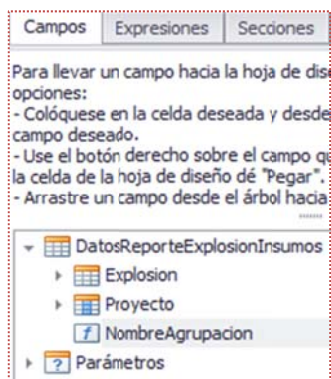 Campos Expresiones Secciones
Para llevar un campo hacia la hoja de dise
opciones:
- Colóquese en la celda deseada y desde
campo deseado.
- Use el botón derecho sobre el campo qu
la celda de la hoja de diseño dé "Pegar".
- Arrastre un campo desde el árbol hacia
DatosReporteExplosionInsumos
Explosion
Proyecto
f NombreAgrupacion
? Parámetros